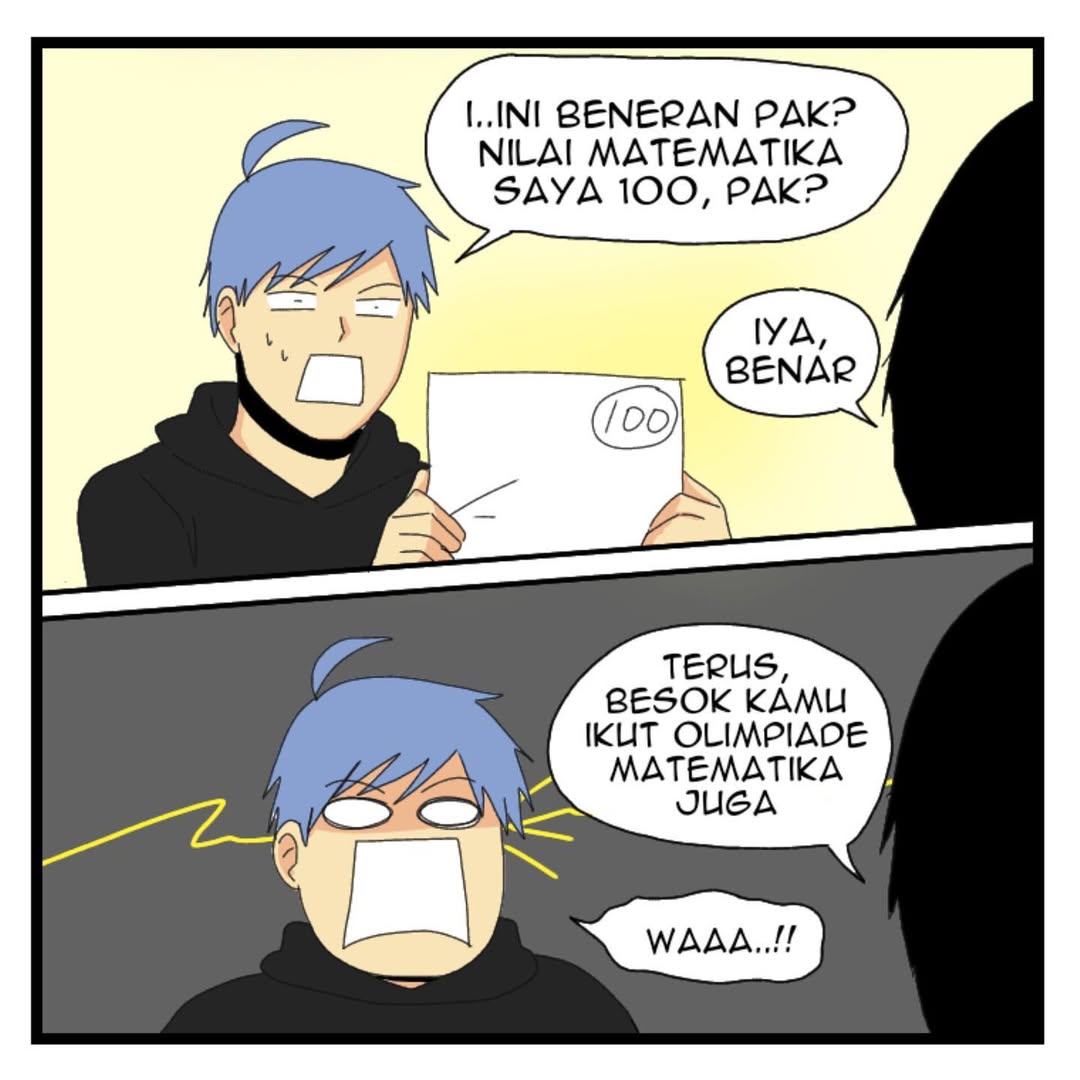 I..INI BENERAN PAK?
NILAI MATEMATIKA
SAYA 100, PAK?
IYA,
BENAR
100
TERUS,
BESOK KAMU
IKUT OLIMPIADE
MATEMATIKA
JUGA
WAAA..!!